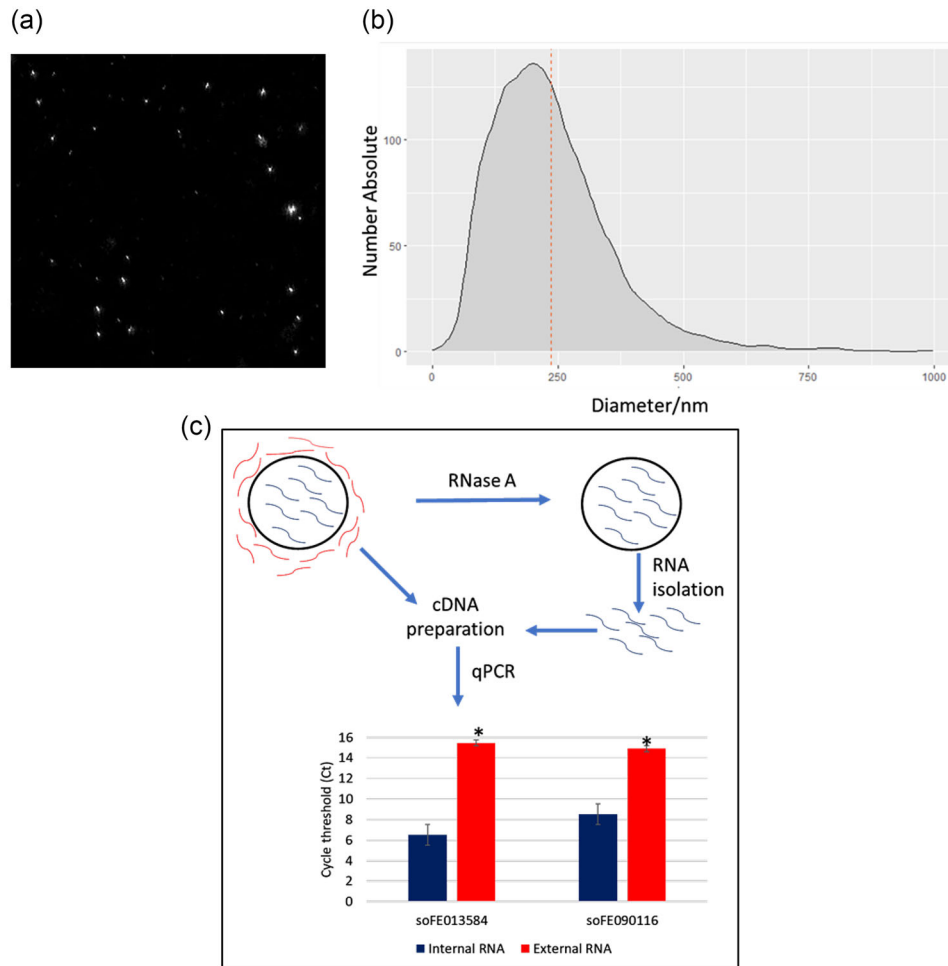 (a)
(b)
Number Absolute
100
50
0
0
250
500
750
1000
Diameter/nm
(c)
RNase A
RNA
isolation
cDNA
preparation
qPCR
Cycle threshold (Ct)
16
14
12
10
8
6
4
2
0
*
*
soFE013584
soFE090116
Internal RNA
External RNA